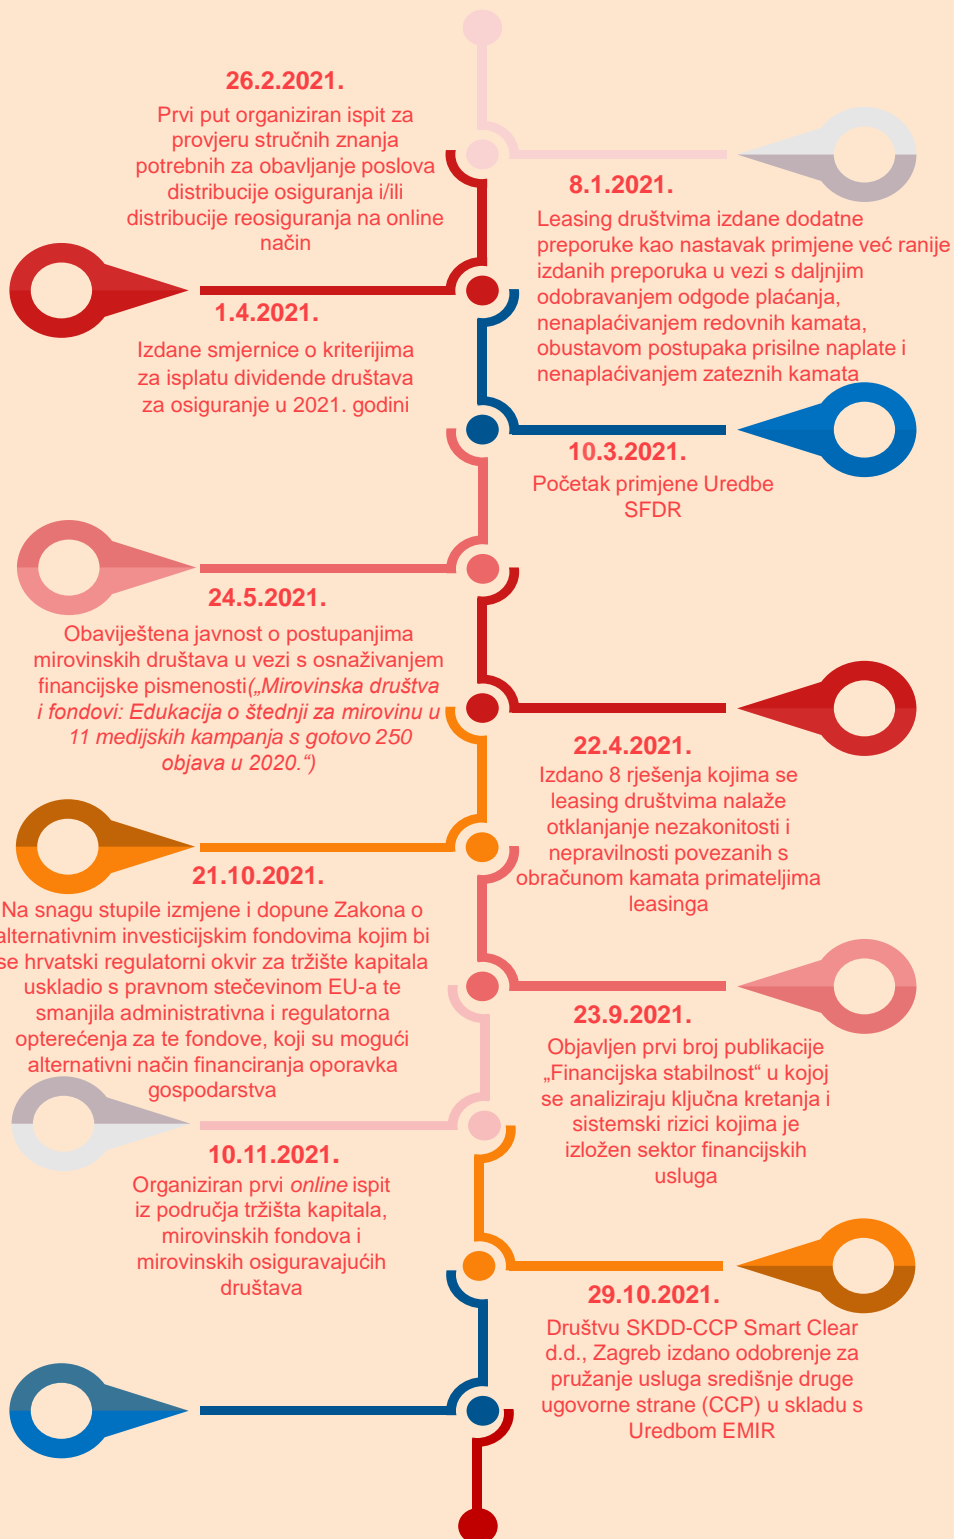 26.2.2021.
Prvi put organiziran ispit za
provjeru stručnih znanja
potrebnih za obavljanje poslova
distribucije osiguranja i/ili
distribucije reosiguranja na online
način
8.1.2021.
Leasing društvima izdane dodatne
preporuke kao nastavak primjene već ranije
izdanih preporuka u vezi s daljnjim
odobravanjem odgode plaćanja,
nenaplaćivanjem redovnih kamata,
obustavom postupaka prisilne naplate i
nenaplaćivanjem zateznih kamata
1.4.2021.
Izdane smjernice o kriterijima
za isplatu dividende društava
za osiguranje u 2021. godini
10.3.2021.
Početak primjene Uredbe
SFDR
24.5.2021.
Obaviještena javnost o postupanjima
mirovinskih društava u vezi s osnaživanjem
financijske pismenosti(„Mirovinska društva
i fondovi: Edukacija o štednji za mirovinu u
11 medijskih kampanja s gotovo 250
objava u 2020.“)
22.4.2021.
Izdano 8 rješenja kojima se
leasing društvima nalaže
otklanjanje nezakonitosti i
nepravilnosti povezanih s
obračunom kamata primateljima
leasinga
21.10.2021.
Na snagu stupile izmjene i dopune Zakona o
alternativnim investicijskim fondovima kojim bi
se hrvatski regulatorni okvir za tržište kapitala
uskladio s pravnom stečevinom EU-a te
smanjila administrativna i regulatorna
opterećenja za te fondove, koji su mogući
alternativni način financiranja oporavka
gospodarstva
23.9.2021.
Objavljen prvi broj publikacije
„Financijska stabilnost“ u kojoj
se analiziraju ključna kretanja i
sistemski rizici kojima je
izložen sektor financijskih
usluga
10.11.2021.
Organiziran prvi online ispit
iz područja tržišta kapitala,
mirovinskih fondova i
mirovinskih osiguravajućih
društava
29.10.2021.
Društvu SKDD-CCP Smart Clear
d.d., Zagreb izdano odobrenje za
pružanje usluga središnje druge
ugovorne strane (CCP) u skladu s
Uredbom EMIR